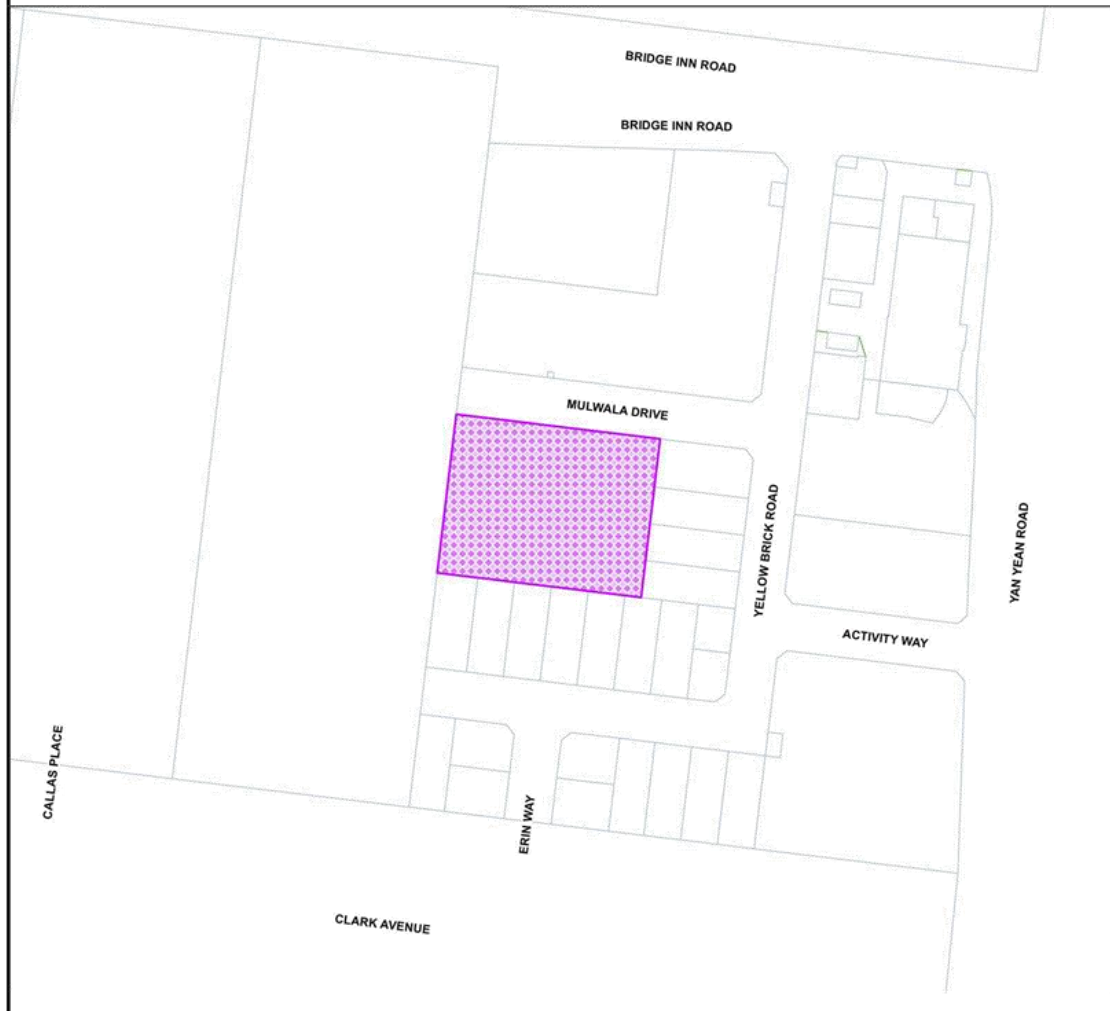 BRIDGE INN ROAD
BRIDGE INN ROAD
MULWALA DRIVE
YELLOW BRICK ROAD
YAN YEAN ROAD
ACTIVITY WAY
CALLAS PLACE
ERIN WAY
CLARK AVENUE